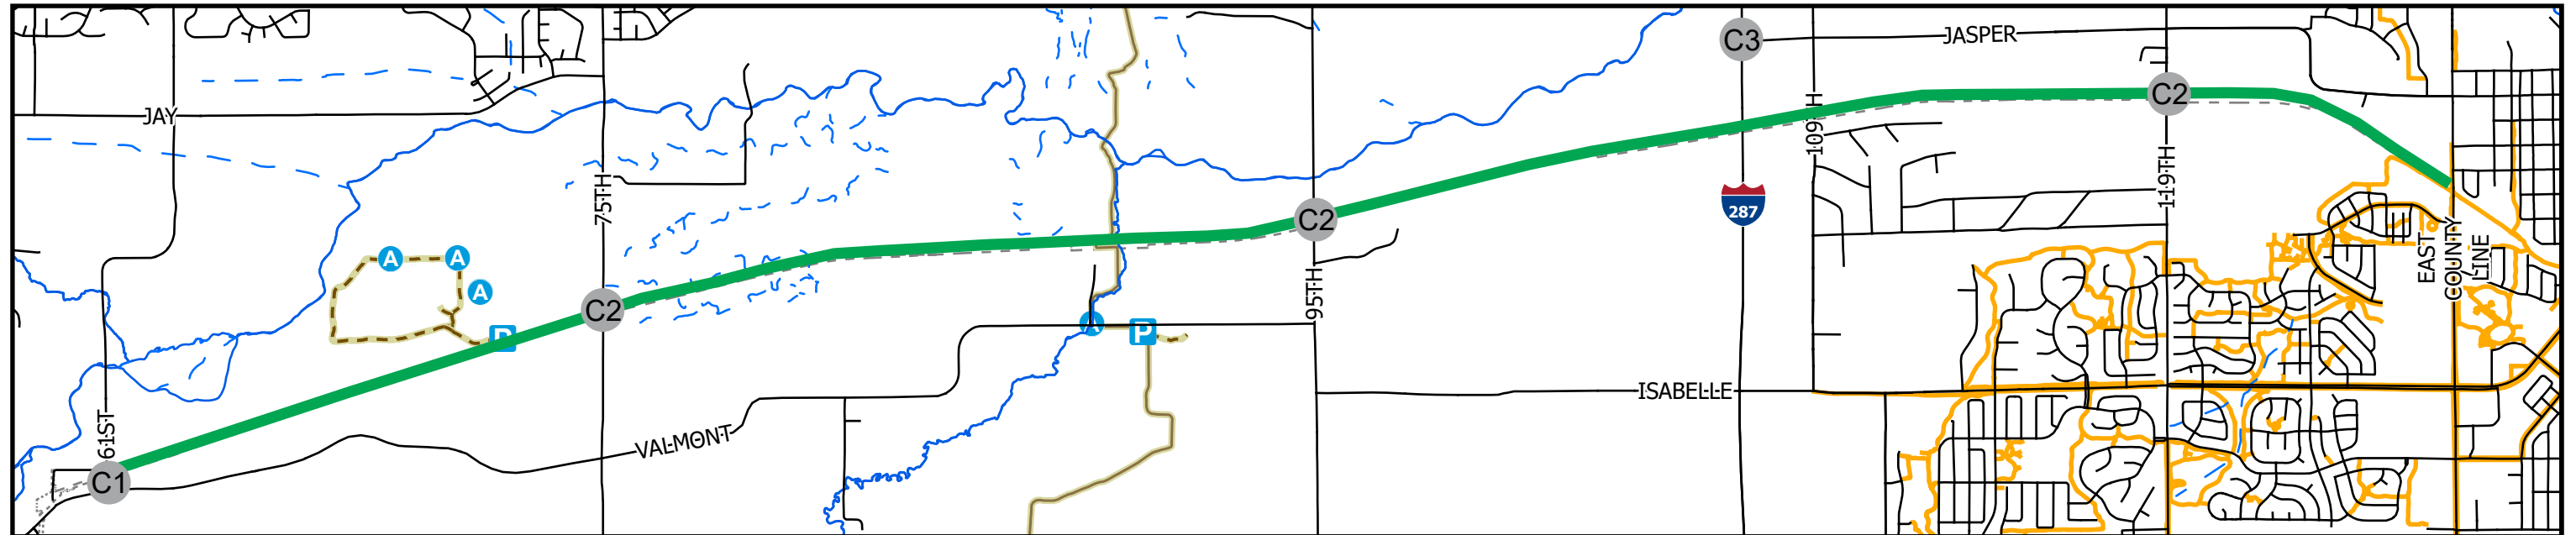 C3
JASPER
C2
JAY
109TH
119TH
75TH
287
C2
A
A
A
EAST
COUNTY
LINE
95TH
C2
P
A
P
ISABELLE
61ST
VALMONT
C1